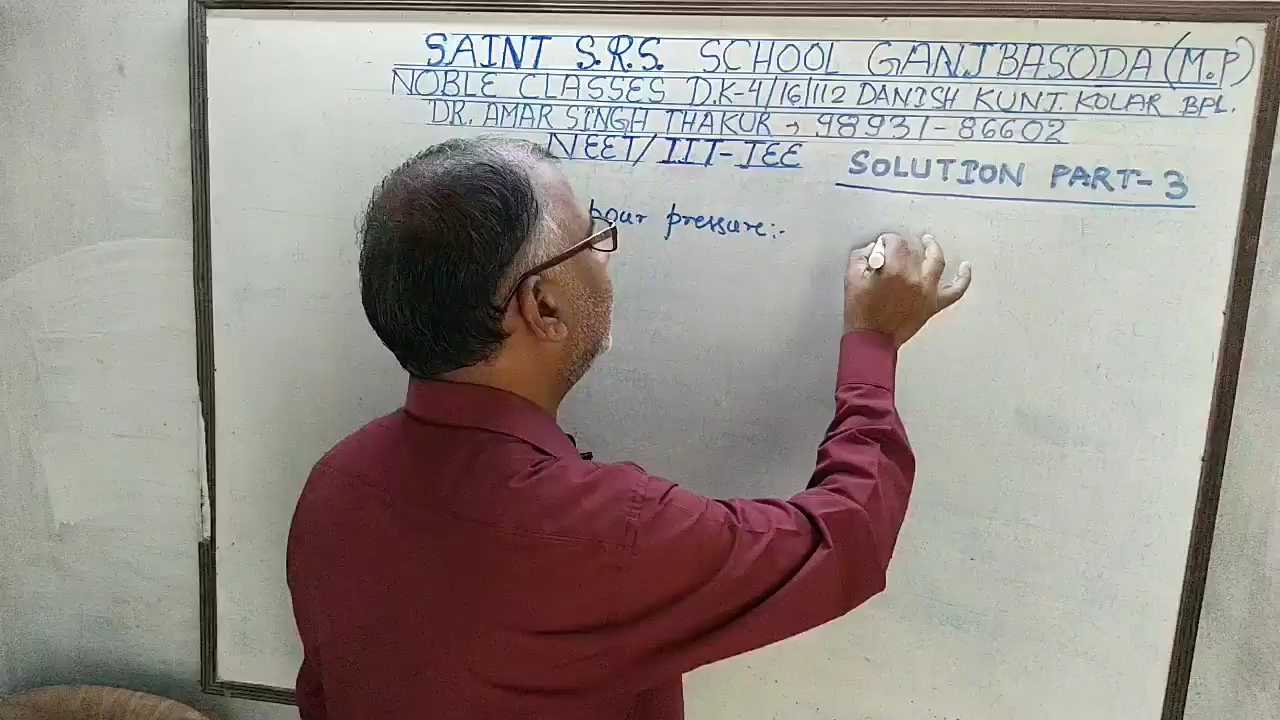 SAINT S.R.S. SCHOOL GANJBASODA (M.P)
NOBLE CLASSES D.K-4/16/112 DANISH KUNJ. KOLAR BPL.
DR. AMAR SINGH THAKUR → 98931-86602
NEET/IIT-JEE SOLUTION PART-3
pour pressure:-